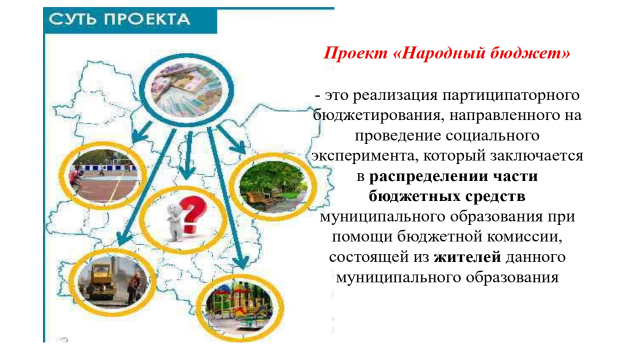 СУТЬ ПРОЕКТА
Проект «Народный бюджет»
- это реализация партиципаторного
бюджетирования, направленного на
проведение социального
эксперимента, который заключается
в распределении части
бюджетных средств
муниципального образования при
помощи бюджетной комиссии,
состоящей из жителей данного
муниципального образования
?